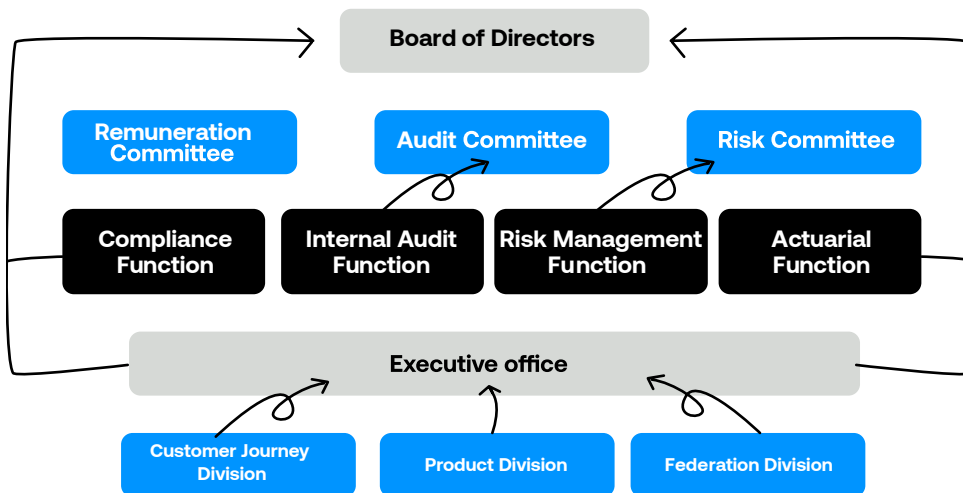 Board of Directors
Remuneration
Committee
Audit Committee
Risk Committee
Compliance
Function
Internal Audit
Function
Risk Management
Function
Actuarial
Function
Executive office
Customer Journey
Division
Product Division
Federation Division